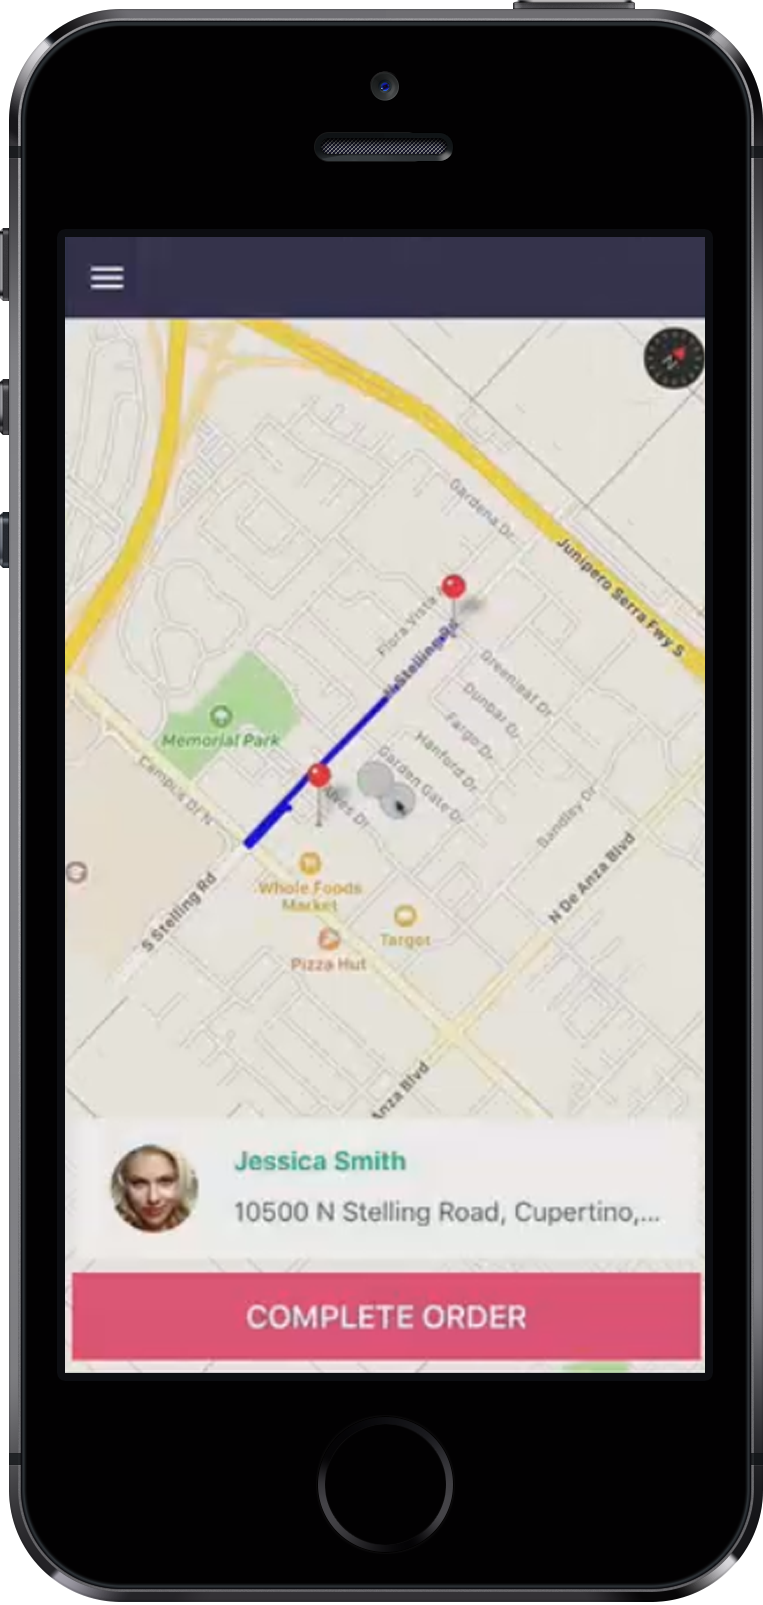 Gardena Dr
Junipero Serra Fwy S
Flora Vista
N Stelling Rd
Greenleaf Dr
Dunbar Dr
Fargo Dr
Hanford Dr
Garden Gate Dr
Memorial Park
Campus Dr N
Alves Dr
Bandley Dr
N De Anza Blvd
Whole Foods
Market
S Stelling Rd
Target
Pizza Hut
Anza Blvd
Jessica Smith
10500 N Stelling Road, Cupertino,...
COMPLETE ORDER